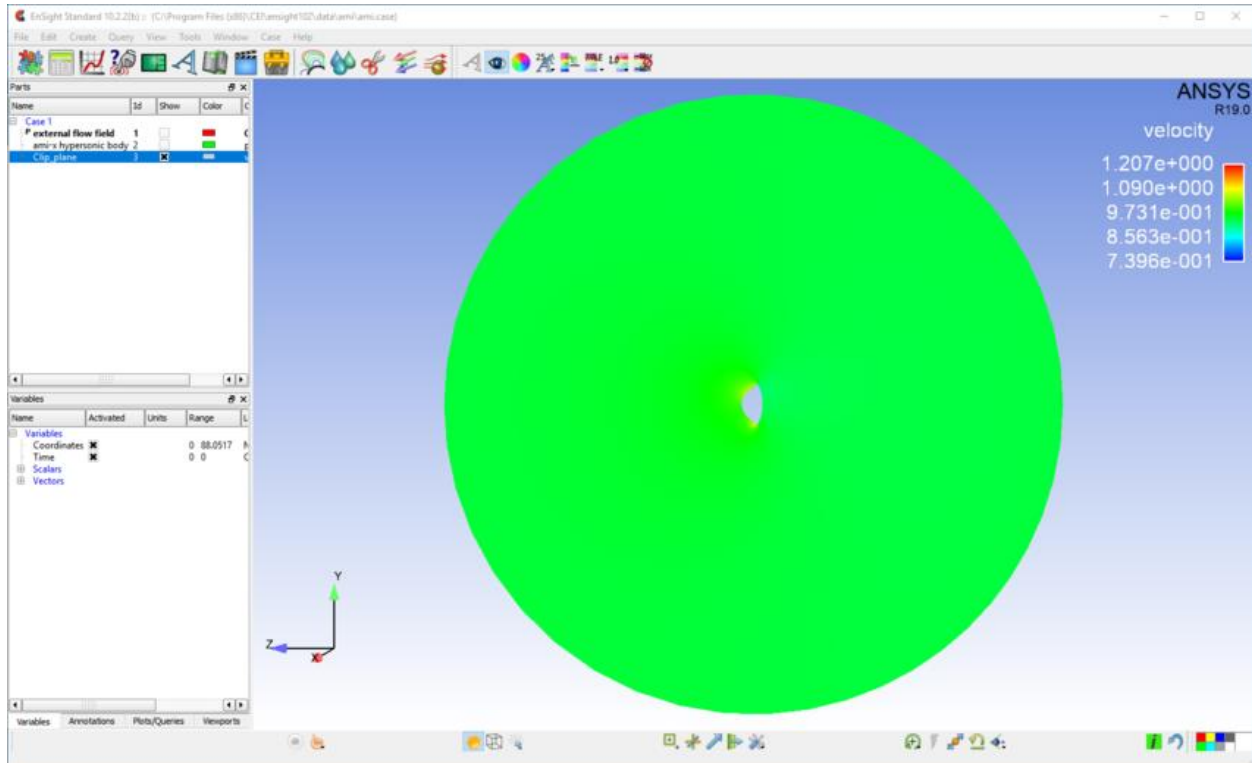 EnSight Standard 10.2.2(b) :: (C:\Program Files (x86)\CEI\ensight102\data\ami\ami.case)
File Edit Create Query View Tools Window Case Help
Parts
Name Id Show Color C
Case 1
external flow field 1 C
ami-x hypersonic body 2
Clip_plane 3
Variables
Name Activated Units Range L
Variables
Coordinates 0 88.0517 N
Time 0 0 C
Scalars
Vectors
Variables Annotations Plots/Queries Viewports
ANSYS
R19.0
velocity
1.207e+000
1.090e+000
9.731e-001
8.563e-001
7.396e-001
Y
Z
X